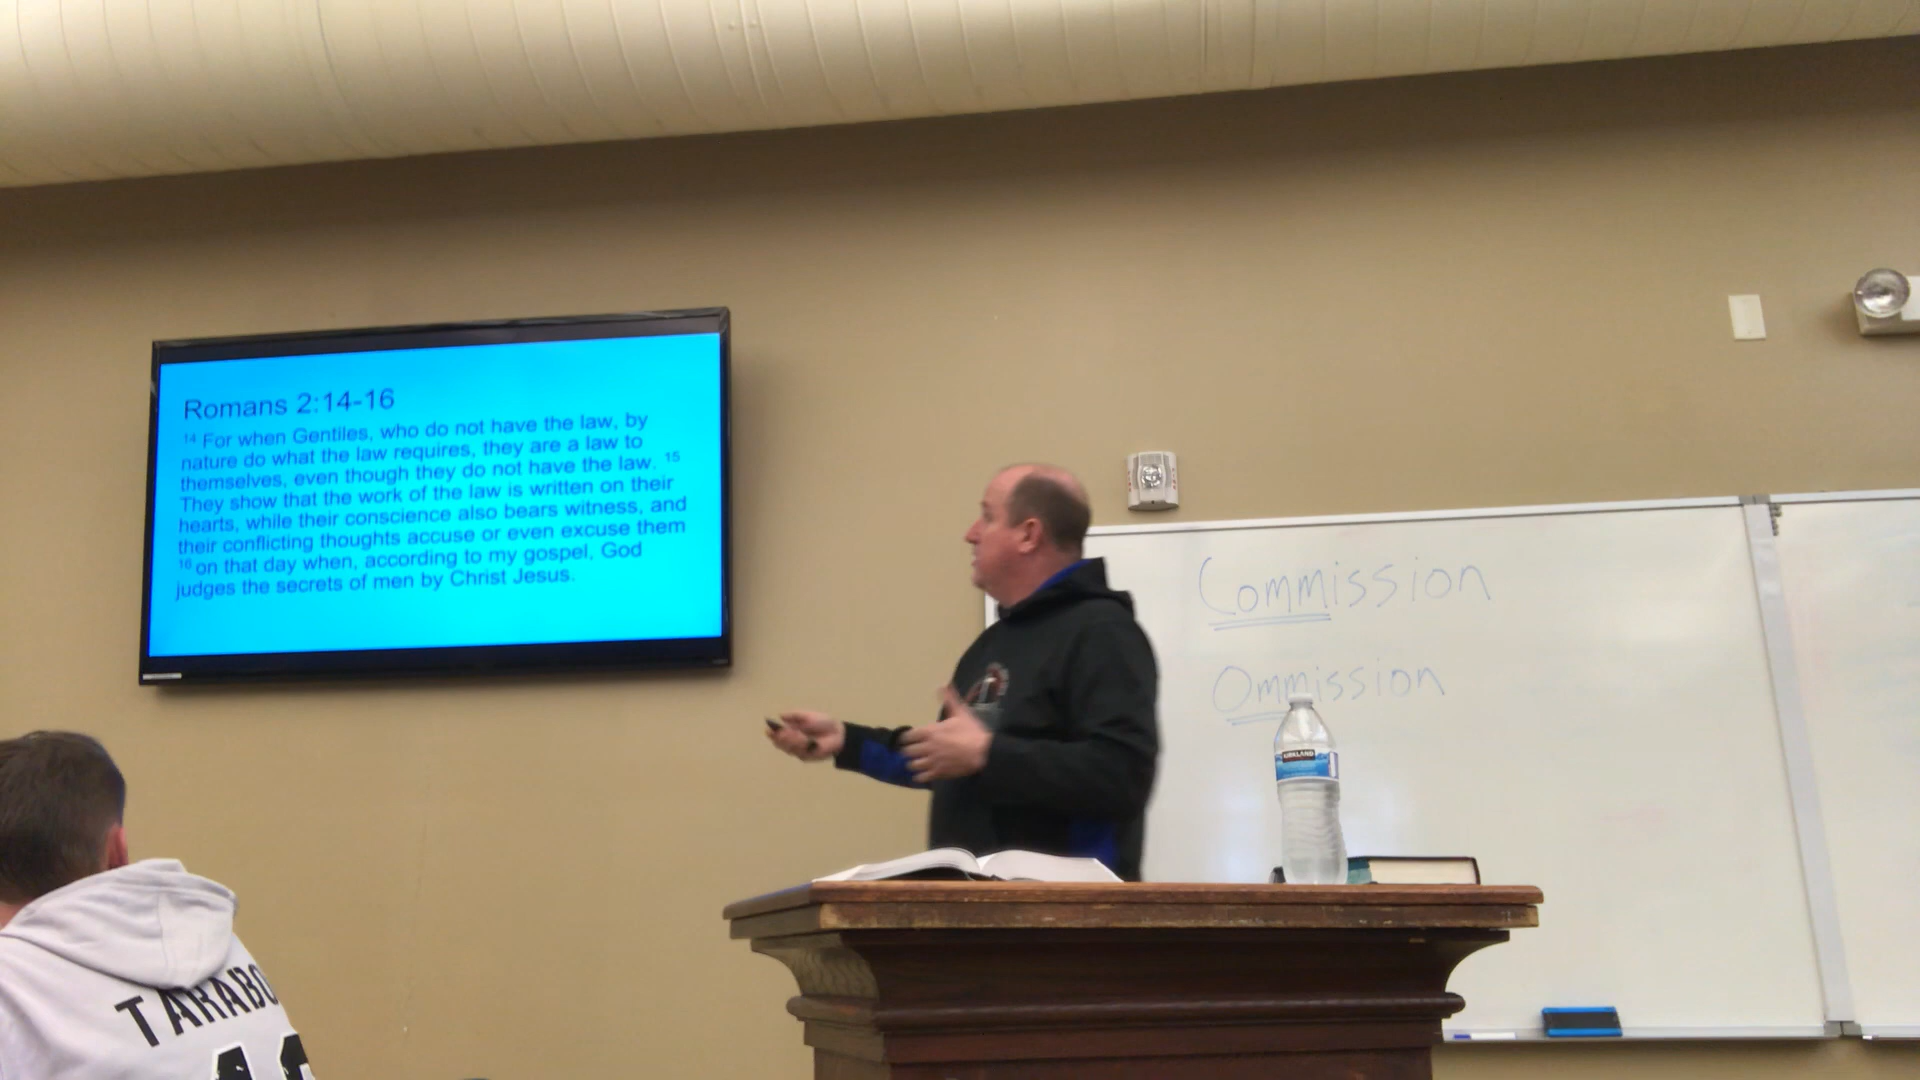 Romans 2:14-16
14 For when Gentiles, who do not have the law, by
nature do what the law requires, they are a law to
themselves, even though they do not have the law. 15
They show that the work of the law is written on their
hearts, while their conscience also bears witness, and
their conflicting thoughts accuse or even excuse them
16 on that day when, according to my gospel, God
judges the secrets of men by Christ Jesus.
Commission
Ommission
KIRKLAND
TARABO